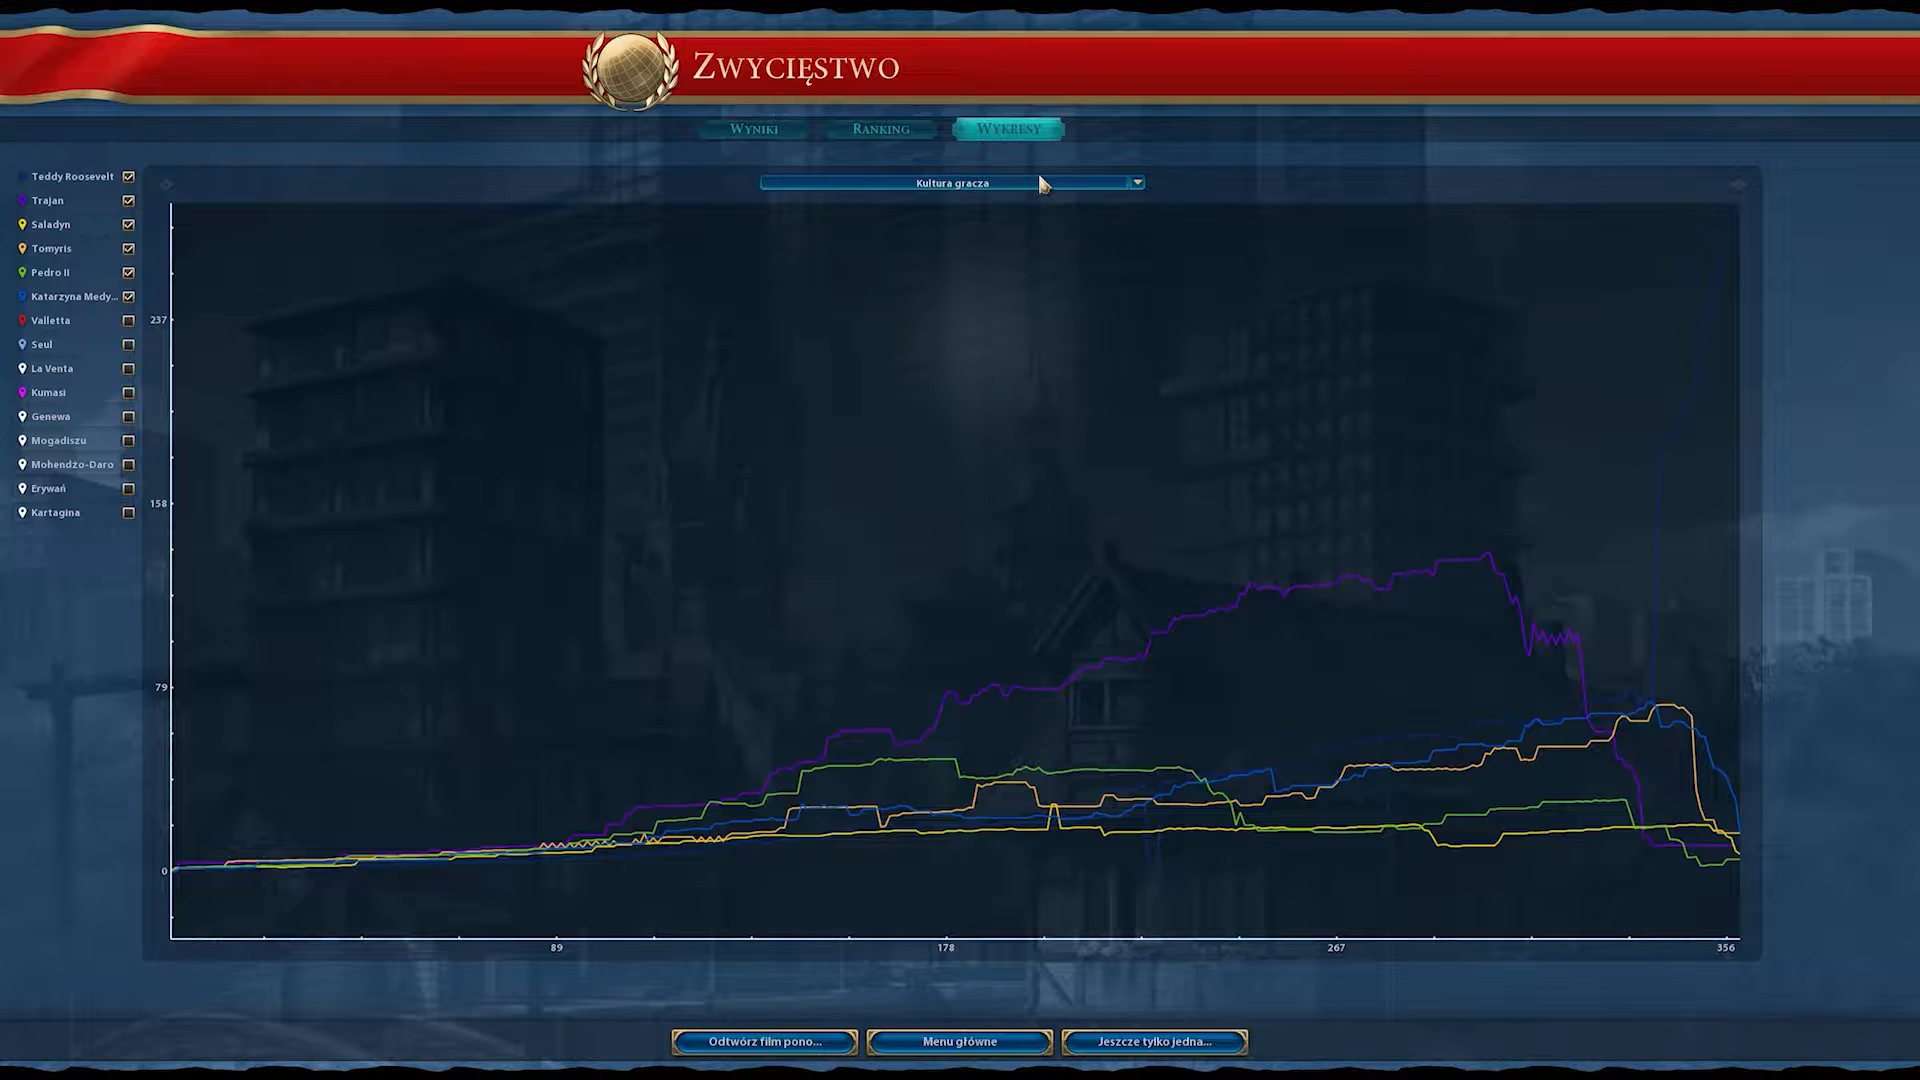 Zwycięstwo
Wyniki
Ranking
Wykresy
Kultura gracza
Teddy Roosevelt
Trajan
Saladyn
Tomyris
Pedro II
Katarzyna Medy...
Valletta
Seul
La Venta
Kumasi
Genewa
Mogadiszu
Mohendżo-Daro
Erywań
Kartagina
237
158
79
0
89
178
267
356
Odtwórz film pono...
Menu główne
Jeszcze tylko jedna...